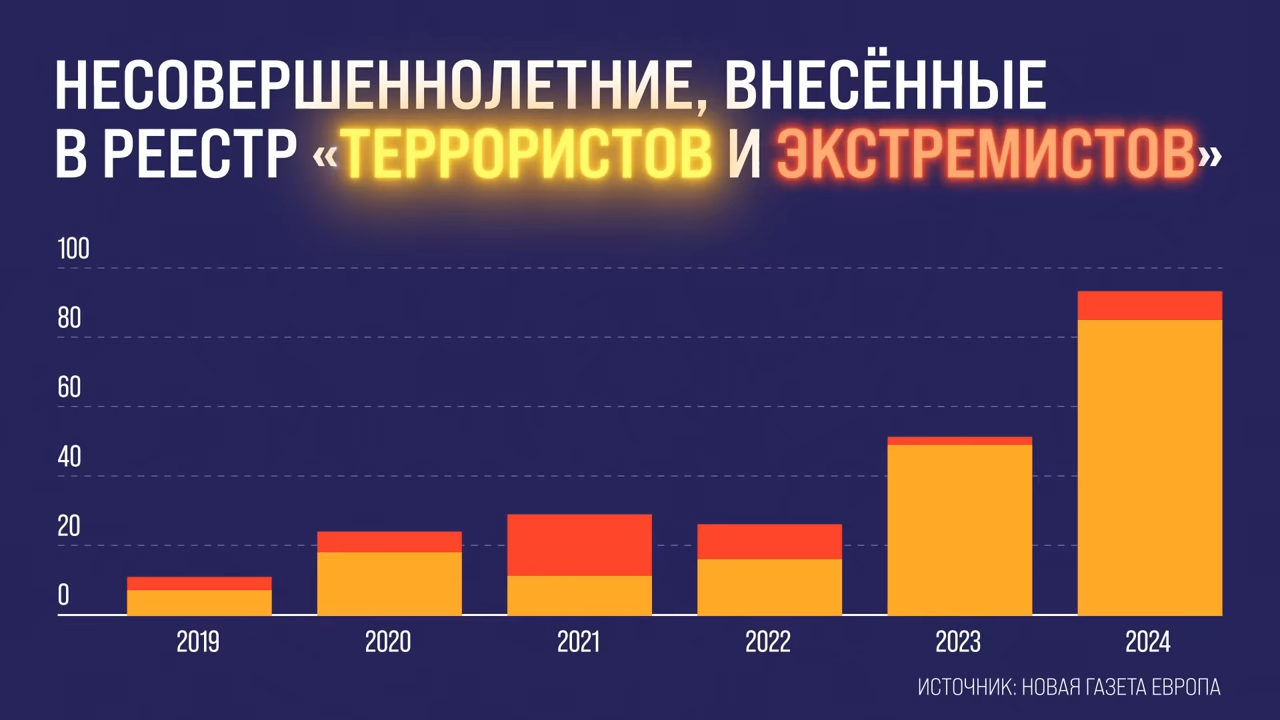 НЕСОВЕРШЕННОЛЕТНИЕ, ВНЕСЁННЫЕ
В РЕЕСТР «ТЕРРОРИСТОВ И ЭКСТРЕМИСТОВ»
100
80
60
40
20
0
2019 2020 2021 2022 2023 2024
ИСТОЧНИК: НОВАЯ ГАЗЕТА ЕВРОПА